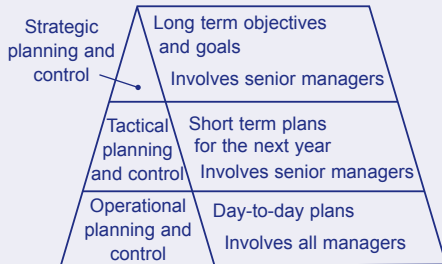 Strategic
planning and
control
Long term objectives
and goals
Involves senior managers
Tactical
planning
and control
Short term plans
for the next year
Involves senior managers
Operational
planning and
control
Day-to-day plans
Involves all managers